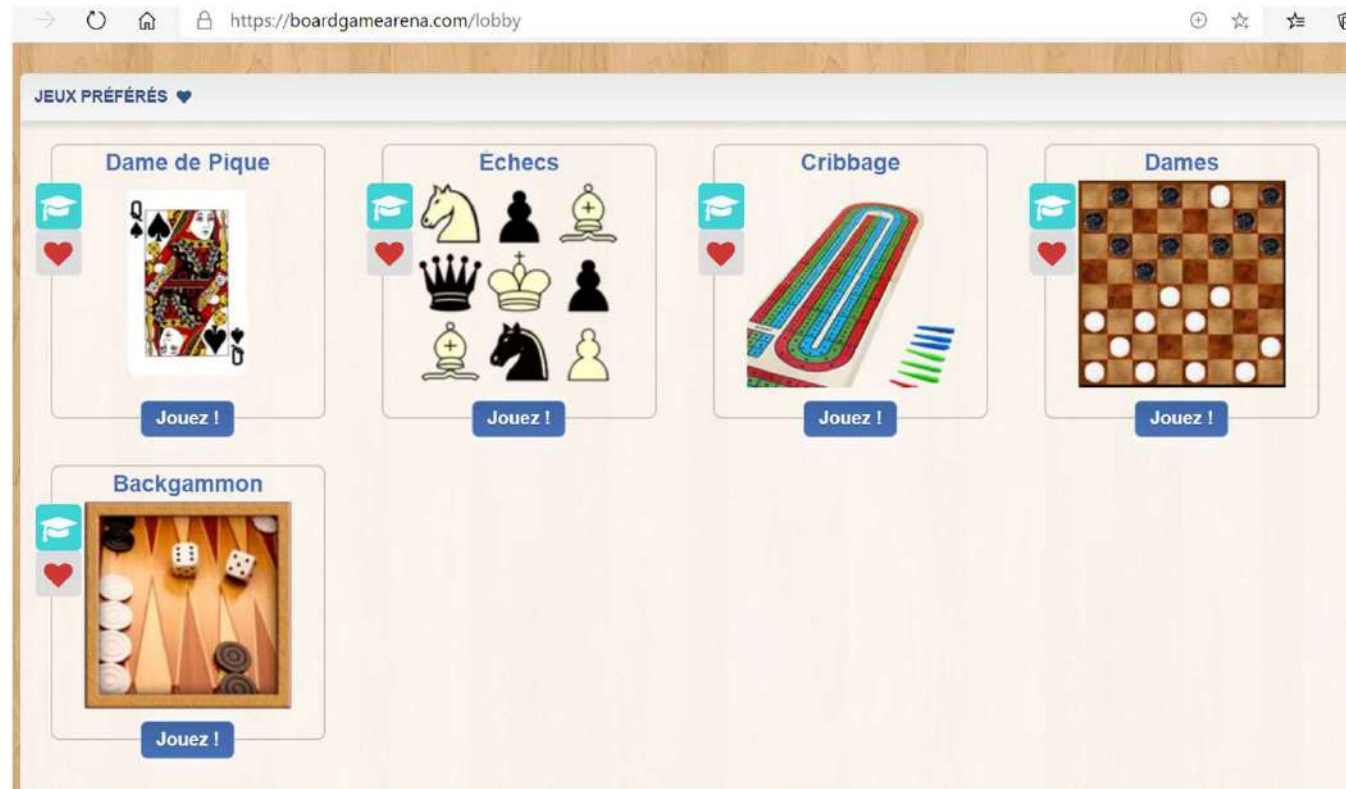 https://boardgamearena.com/lobby
JEUX PRÉFÉRÉS
Dame de Pique
Échecs
Cribbage
Dames
Q
Q
Jouez !
Jouez !
Jouez !
Jouez !
Backgammon
Jouez !